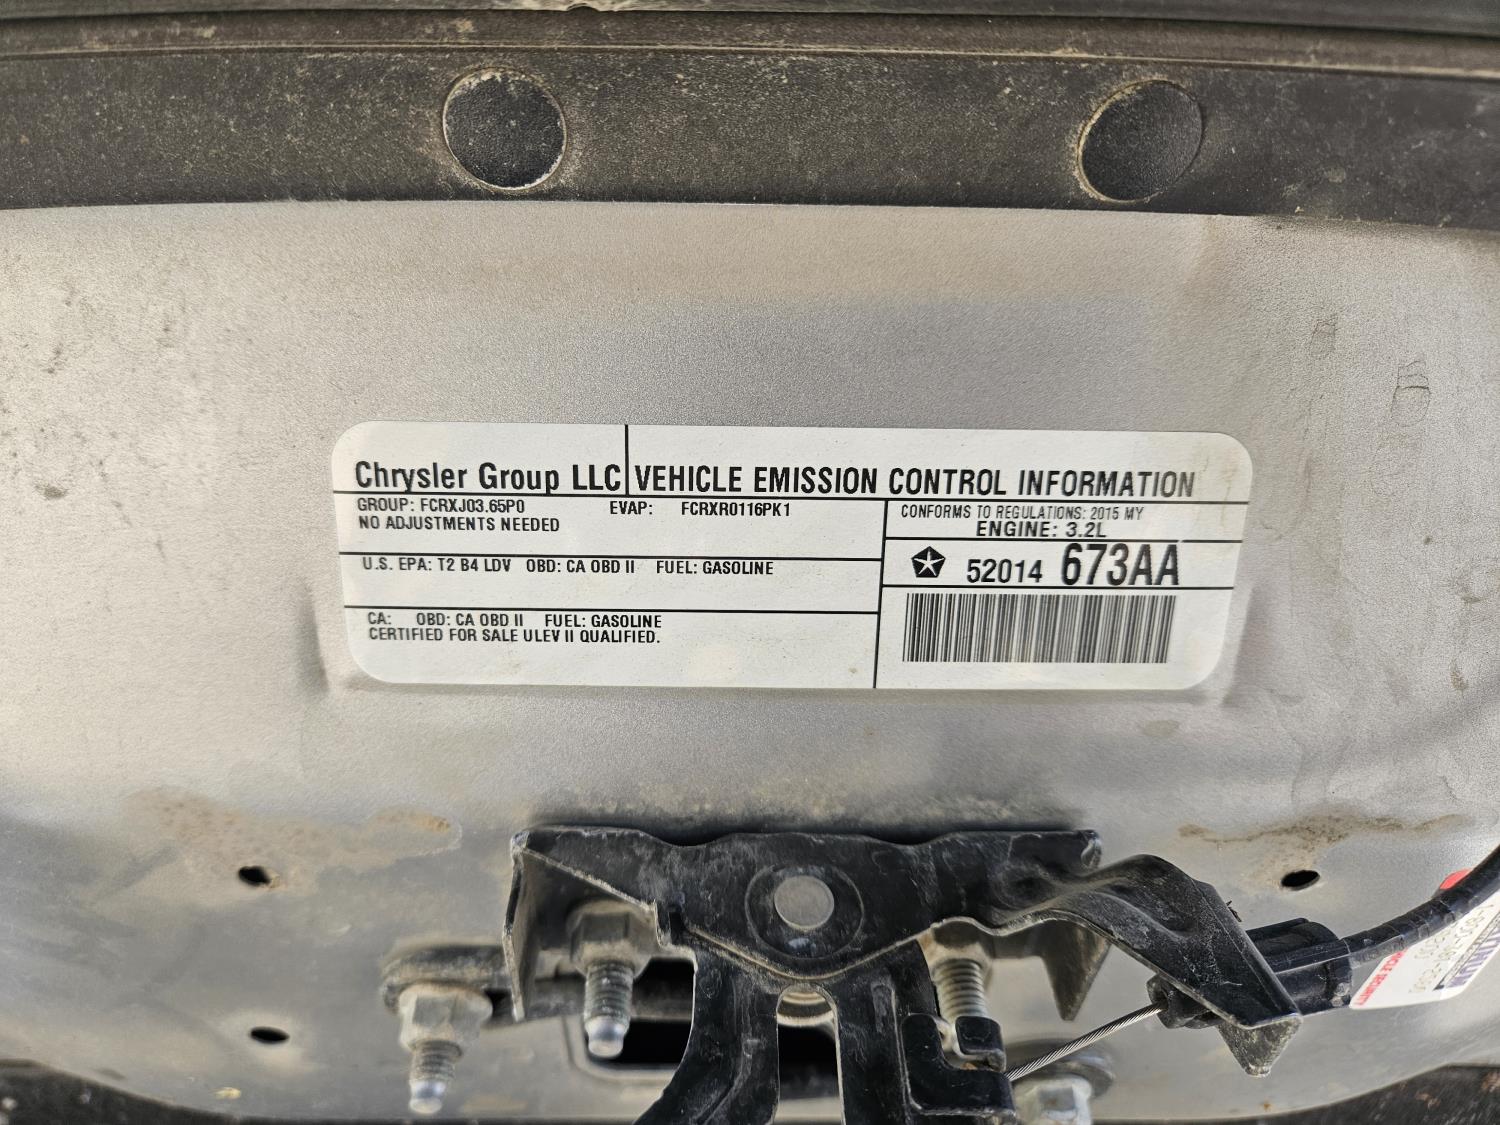 Chrysler Group LLC VEHICLE EMISSION CONTROL INFORMATION
GROUP: FCRXJ03.65P0 EVAP: FCRXR0116PK1
NO ADJUSTMENTS NEEDED
CONFORMS TO REGULATIONS: 2015 MY
ENGINE: 3.2L
U.S. EPA: T2 B4 LDV OBD: CA OBD II FUEL: GASOLINE
52014 673AA
CA: OBD: CA OBD II FUEL: GASOLINE
CERTIFIED FOR SALE ULEV II QUALIFIED.
SECURITY